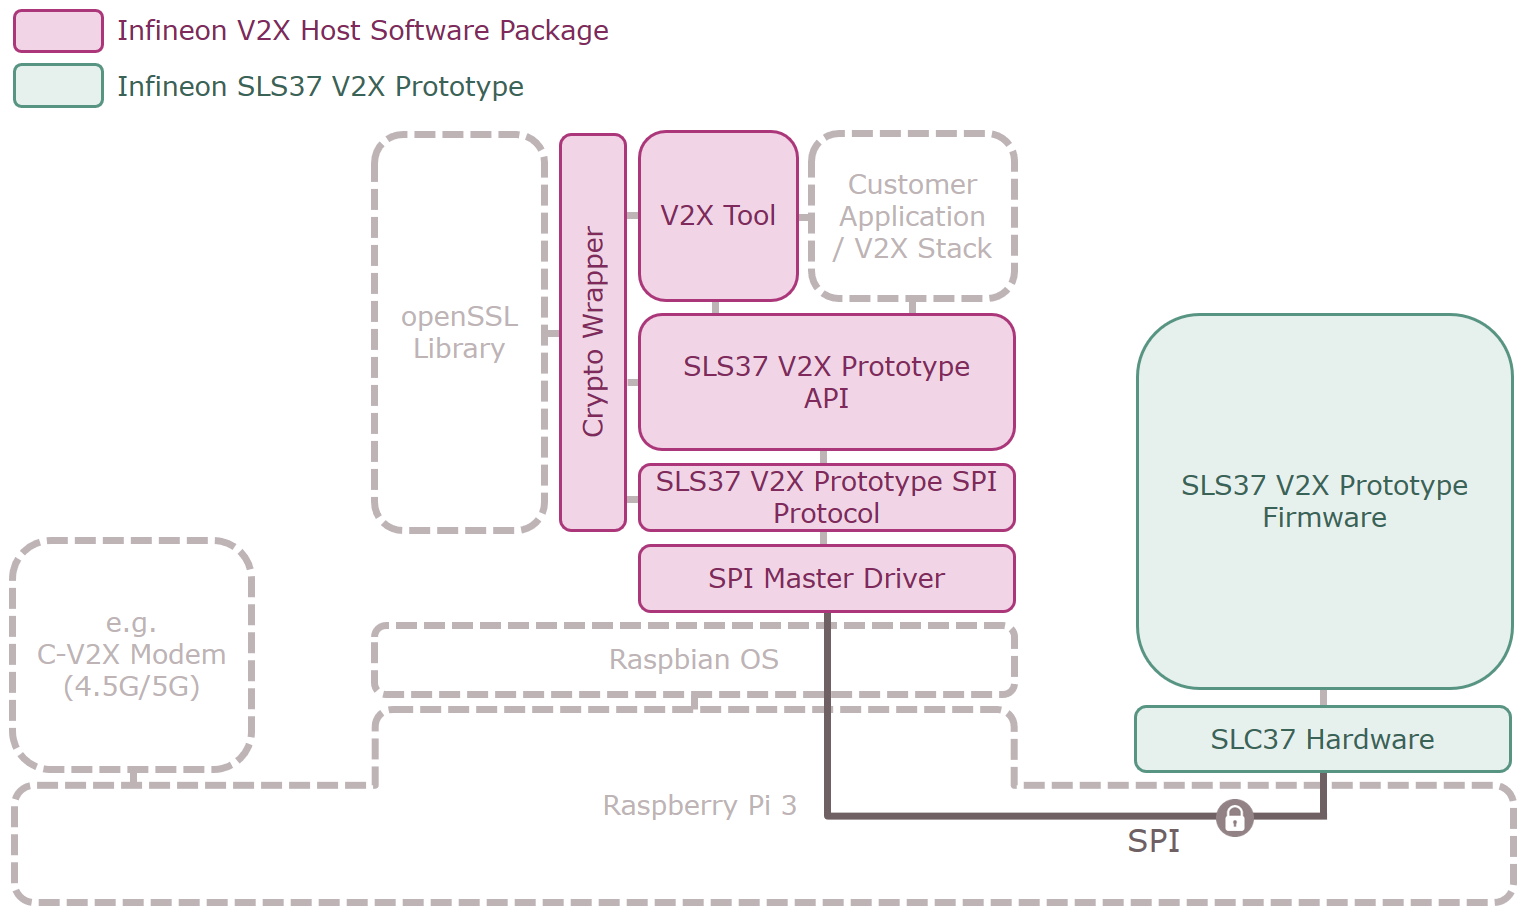 Infineon V2X Host Software Package
Infineon SLS37 V2X Prototype
openSSL
Library
Crypto Wrapper
V2X Tool
Customer
Application
/ V2X Stack
SLS37 V2X Prototype
API
SLS37 V2X Prototype SPI
Protocol
SPI Master Driver
SLS37 V2X Prototype
Firmware
e.g.
C-V2X Modem
(4.5G/5G)
Raspbian OS
SLC37 Hardware
Raspberry Pi 3
SPI